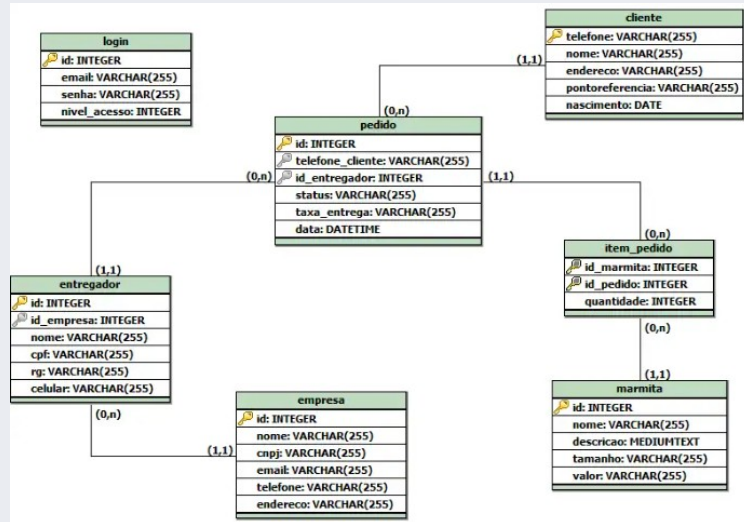 cliente
telefone: VARCHAR(255)
nome: VARCHAR(255)
endereco: VARCHAR(255)
pontoreferencia: VARCHAR(255)
nascimento: DATE
login
id: INTEGER
email: VARCHAR(255)
senha: VARCHAR(255)
nivel_acesso: INTEGER
(1,1)
(0,n)
pedido
id: INTEGER
telefone_cliente: VARCHAR(255)
id_entregador: INTEGER
status: VARCHAR(255)
taxa_entrega: VARCHAR(255)
data: DATETIME
(0,n)
(1,1)
(0,n)
item_pedido
id_marmita: INTEGER
id_pedido: INTEGER
quantidade: INTEGER
(1,1)
entregador
id: INTEGER
id_empresa: INTEGER
nome: VARCHAR(255)
cpf: VARCHAR(255)
rg: VARCHAR(255)
celular: VARCHAR(255)
(0,n)
(1,1)
marmita
id: INTEGER
nome: VARCHAR(255)
descricao: MEDIUMTEXT
tamanho: VARCHAR(255)
valor: VARCHAR(255)
(0,n)
(1,1)
empresa
id: INTEGER
nome: VARCHAR(255)
cnpj: VARCHAR(255)
email: VARCHAR(255)
telefone: VARCHAR(255)
endereco: VARCHAR(255)